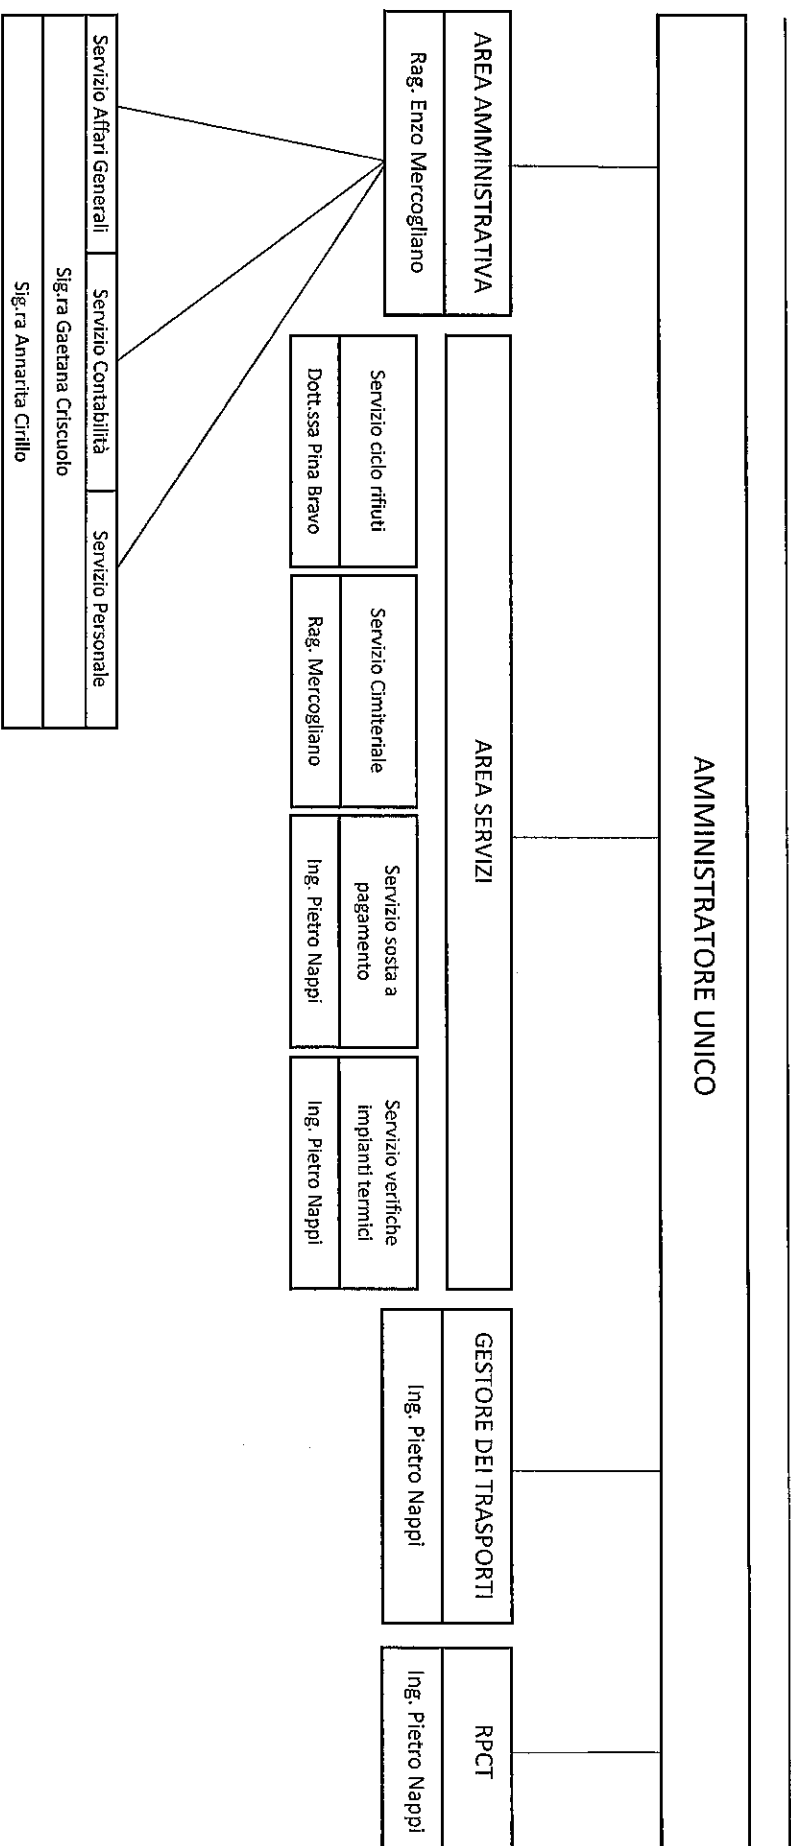 AMMINISTRATORE UNICO
AREA AMMINISTRATIVA
Rag. Enzo Mercogliano
AREA SERVIZI
GESTORE DEI TRASPORTI
Ing. Pietro Nappi
RPCT
Ing. Pietro Nappi
Servizio ciclo rifiuti
Dott.ssa Pina Bravo
Servizio Cimiteriale
Rag. Mercogliano
Servizio sosta a
pagamento
Ing. Pietro Nappi
Servizio verifiche
impianti termici
Ing. Pietro Nappi
Servizio Affari Generali
Servizio Contabilità
Servizio Personale
Sig.ra Gaetana Criscuolo
Sig.ra Annarita Cirillo